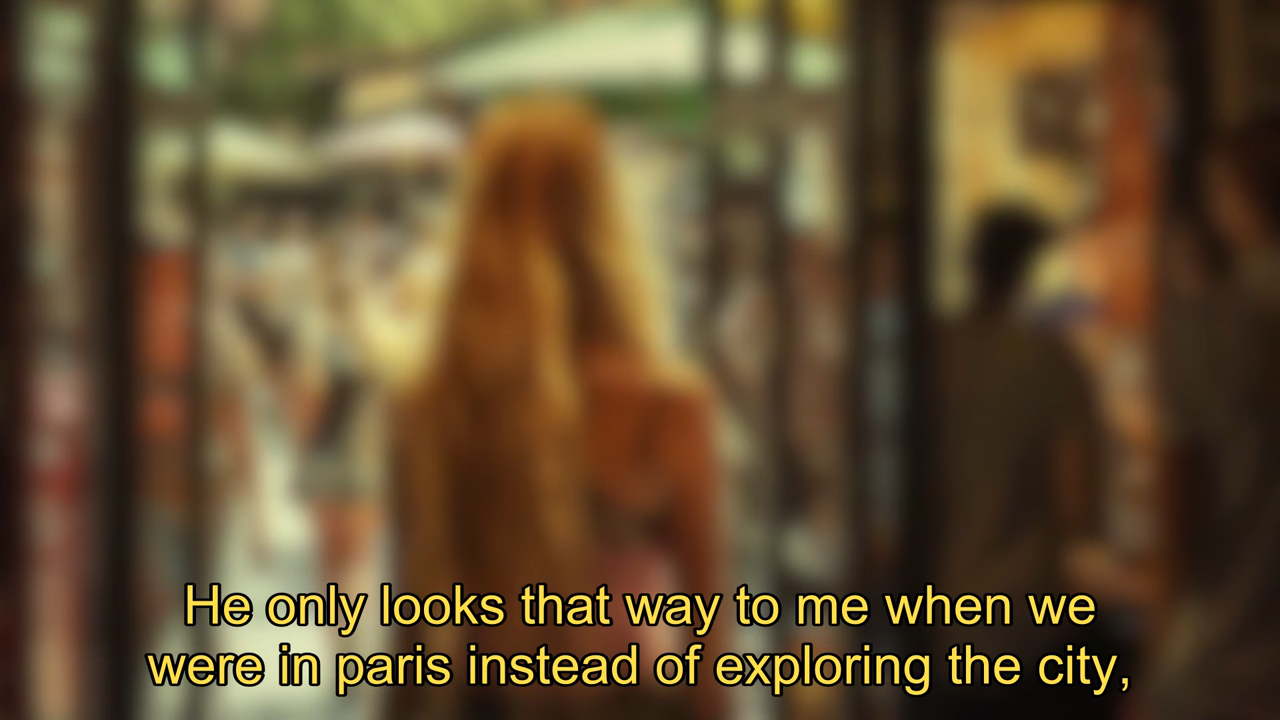 He only looks that way to me when we
were in paris instead of exploring the city,